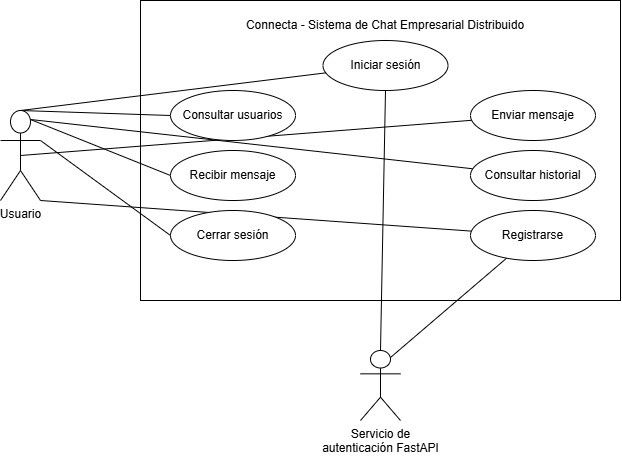 Connecta - Sistema de Chat Empresarial Distribuido
Iniciar sesión
Consultar usuarios
Enviar mensaje
Recibir mensaje
Consultar historial
Usuario
Cerrar sesión
Registrarse
Servicio de
autenticación FastAPI